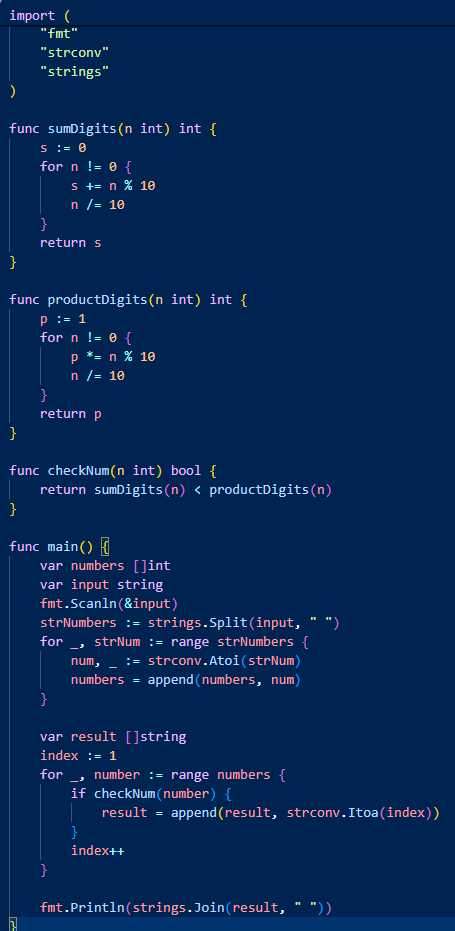 import (
    "fmt"
    "strconv"
    "strings"
)

func sumDigits(n int) int {
    s := 0
    for n != 0 {
        s += n % 10
        n /= 10
    }
    return s
}

func productDigits(n int) int {
    p := 1
    for n != 0 {
        p *= n % 10
        n /= 10
    }
    return p
}

func checkNum(n int) bool {
    return sumDigits(n) < productDigits(n)
}

func main() {
    var numbers []int
    var input string
    fmt.Scanln(&input)
    strNumbers := strings.Split(input, " ")
    for _, strNum := range strNumbers {
        num, _ := strconv.Atoi(strNum)
        numbers = append(numbers, num)
    }

    var result []string
    index := 1
    for _, number := range numbers {
        if checkNum(number) {
            result = append(result, strconv.Itoa(index))
        }
        index++
    }

    fmt.Println(strings.Join(result, " "))
}